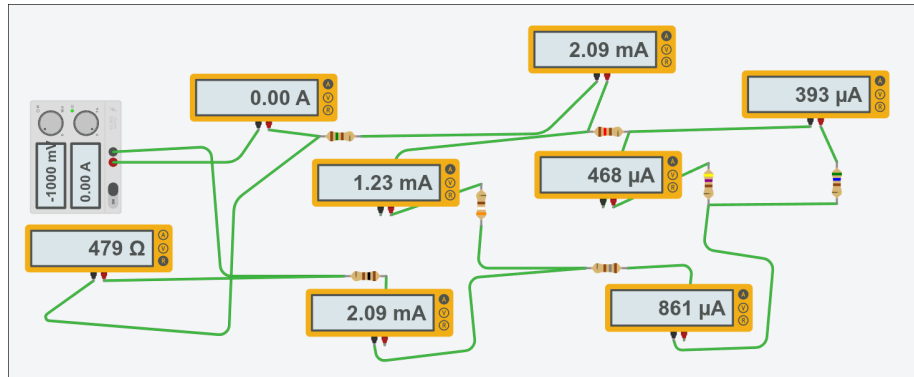 2.09 mA
A
V
R
0.00 A
A
V
R
393 µA
A
V
R
-1000 mV
0.00 A
1.23 mA
A
V
R
468 µA
A
V
R
479 Ω
A
V
R
2.09 mA
A
V
R
861 µA
A
V
R